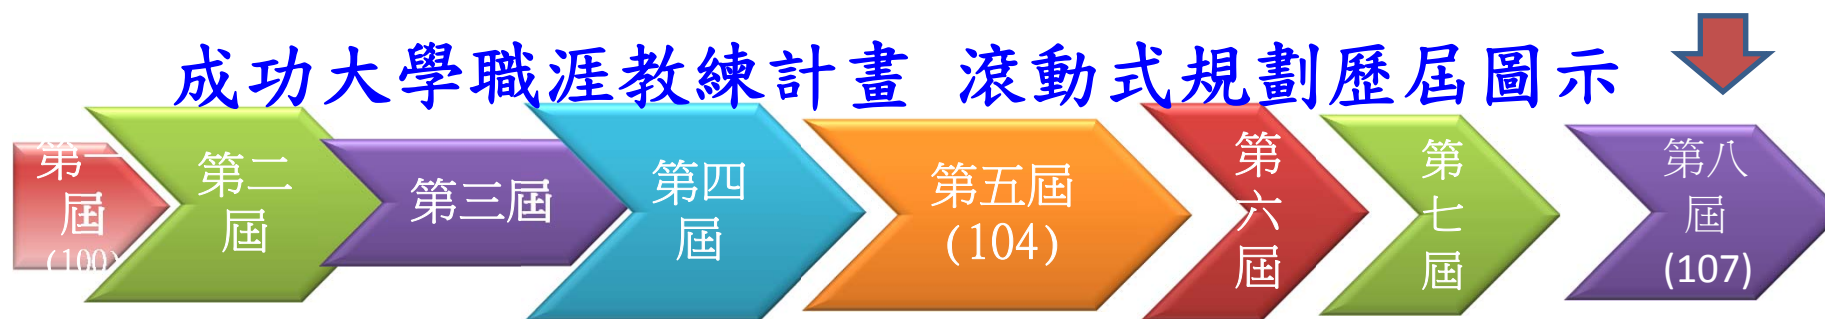 成功大學職涯教練計畫 滾動式規劃歷屆圖示
第一
屆
(100)
第二
屆
第三屆
第四
屆
第五屆
(104)
第
六
屆
第
七
屆
第八
屆
(107)